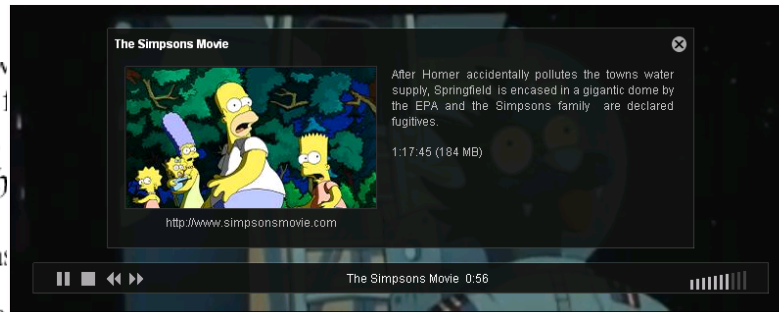 The Simpsons Movie
After Homer accidentally pollutes the towns water
supply, Springfield is encased in a gigantic dome by
the EPA and the Simpsons family are declared
fugitives.
1:17:45 (184 MB)
http://www.simpsonsmovie.com
The Simpsons Movie 0:56